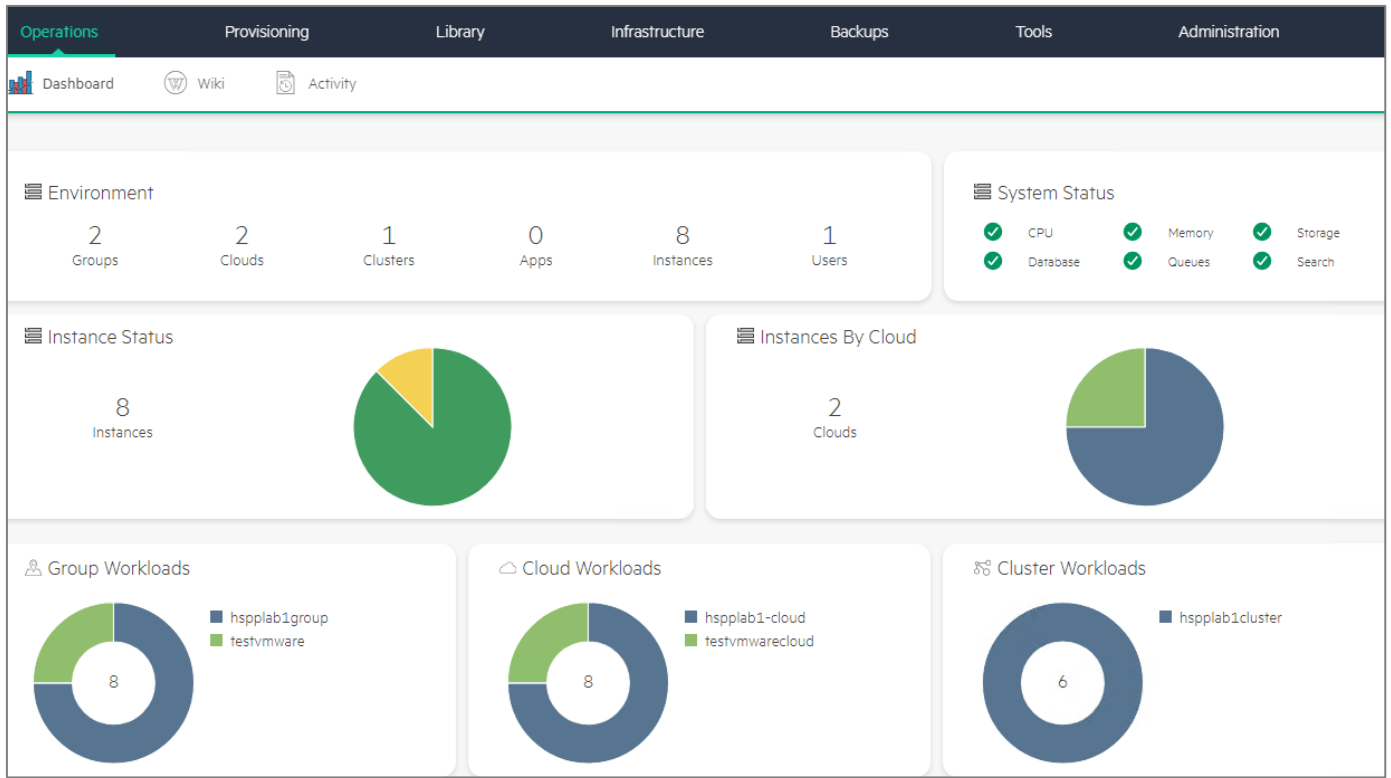 Operations Provisioning Library Infrastructure Backups Tools Administration
Dashboard Wiki Activity
Environment
2 2 1 0 8 1
Groups Clouds Clusters Apps Instances Users
System Status
CPU Memory Storage
Database Queues Search
Instance Status
8
Instances
Instances By Cloud
2
Clouds
Group Workloads
hspplab1group
testvmware
8
Cloud Workloads
hspplab1-cloud
testvmwarecloud
8
Cluster Workloads
hspplab1cluster
6